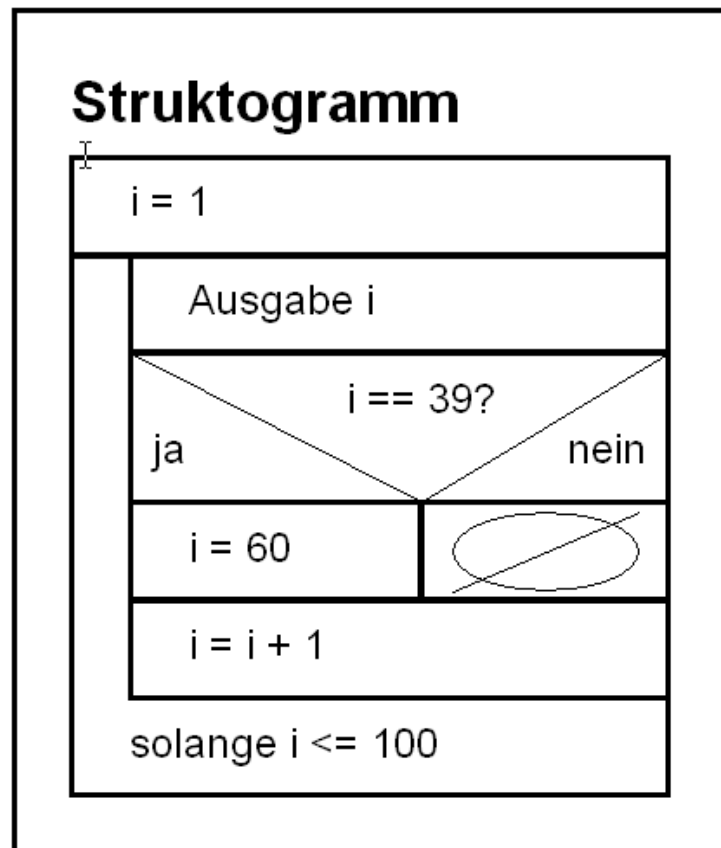 Struktogramm
i = 1
Ausgabe i
i == 39?
ja
nein
i = 60
i = i + 1
solange i <= 100